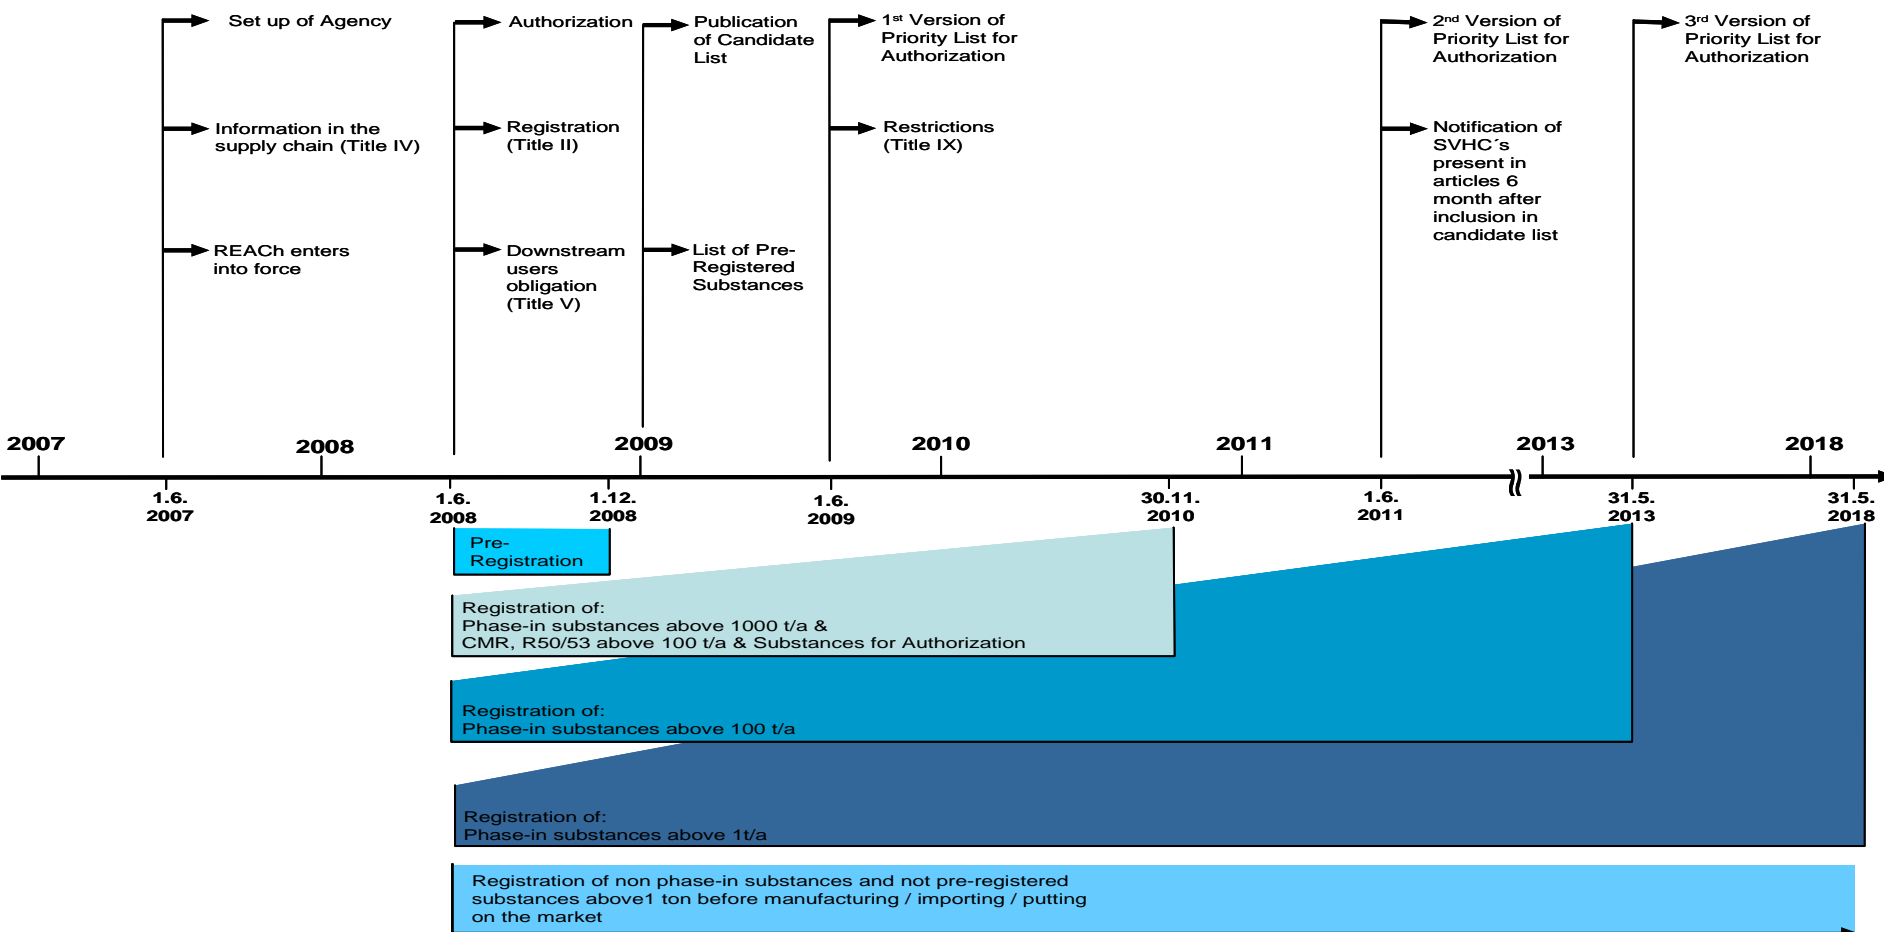 Set up of Agency
Information in the
supply chain (Title IV)
REACh enters
into force
Authorization
Registration
(Title II)
Downstream
users
obligation
(Title V)
Publication
of Candidate
List
List of Pre-
Registered
Substances
1st Version of
Priority List for
Authorization
Restrictions
(Title IX)
2nd Version of
Priority List for
Authorization
Notification of
SVHC´s
present in
articles 6
month after
inclusion in
candidate list
3rd Version of
Priority List for
Authorization
2007
2008
2009
2010
2011
2013
2018
1.6.
2007
1.6.
2008
1.12.
2008
1.6.
2009
30.11.
2010
1.6.
2011
31.5.
2013
31.5.
2018
Pre-
Registration
Registration of:
Phase-in substances above 1000 t/a &
CMR, R50/53 above 100 t/a & Substances for Authorization
Registration of:
Phase-in substances above 100 t/a
Registration of:
Phase-in substances above 1t/a
Registration of non phase-in substances and not pre-registered
substances above1 ton before manufacturing / importing / putting
on the market